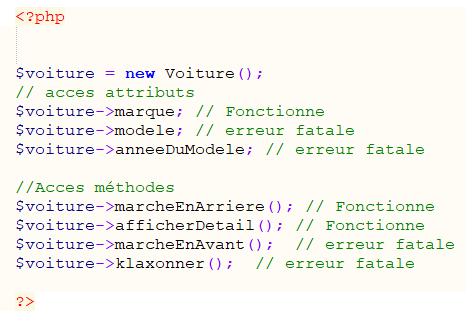 <?php
$voiture = new Voiture();
// acces attributs
$voiture->marque; // Fonctionne
$voiture->modele; // erreur fatale
$voiture->anneeDuModele; // erreur fatale
//Acces méthodes
$voiture->marcheEnArriere(); // Fonctionne
$voiture->afficherDetail(); // Fonctionne
$voiture->marcheEnAvant();  // erreur fatale
$voiture->klaxonner();  // erreur fatale
?>